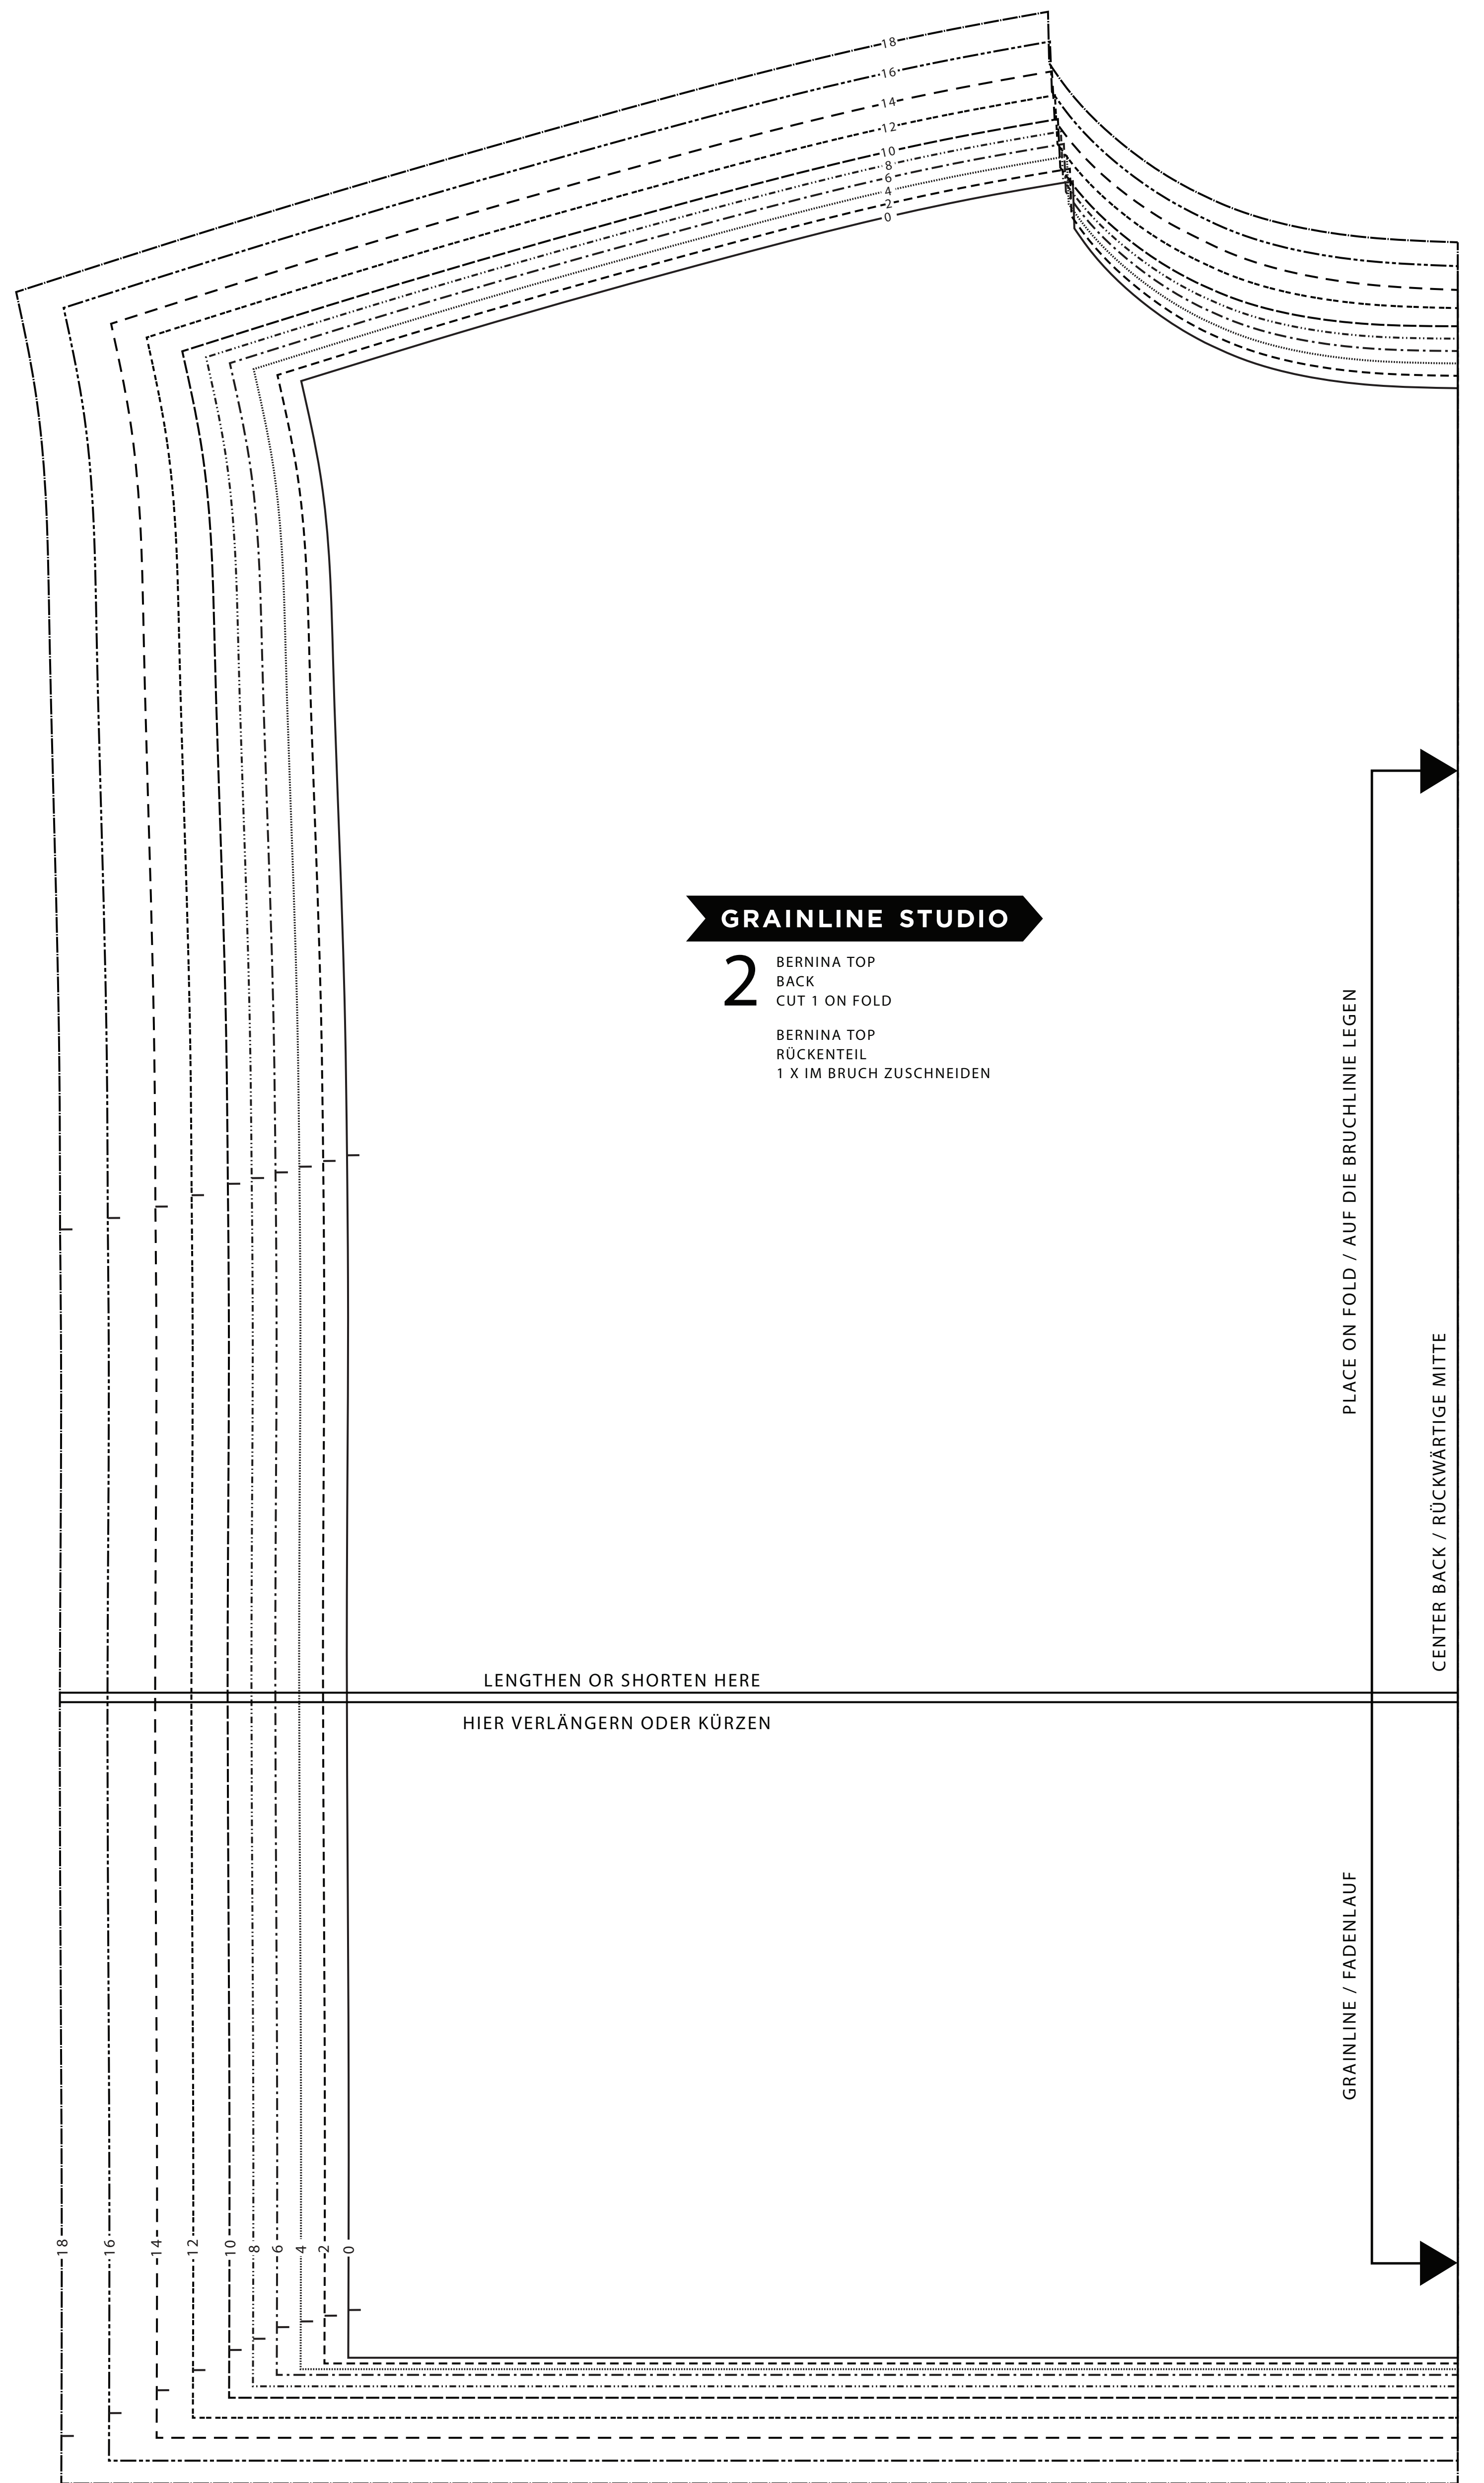 18
16
14
12
10
8
6
4
2
0
GRAINLINE STUDIO
2
BERNINA TOP
BACK
CUT 1 ON FOLD
BERNINA TOP
RÜCKENTEIL
1 X IM BRUCH ZUSCHNEIDEN
PLACE ON FOLD / AUF DIE BRUCHLINIE LEGEN
CENTER BACK / RÜCKWÄRTIGE MITTE
LENGTHEN OR SHORTEN HERE
HIER VERLÄNGERN ODER KÜRZEN
GRAINLINE / FADENLAUF
18 16 14 12 10 8 6 4 2 0